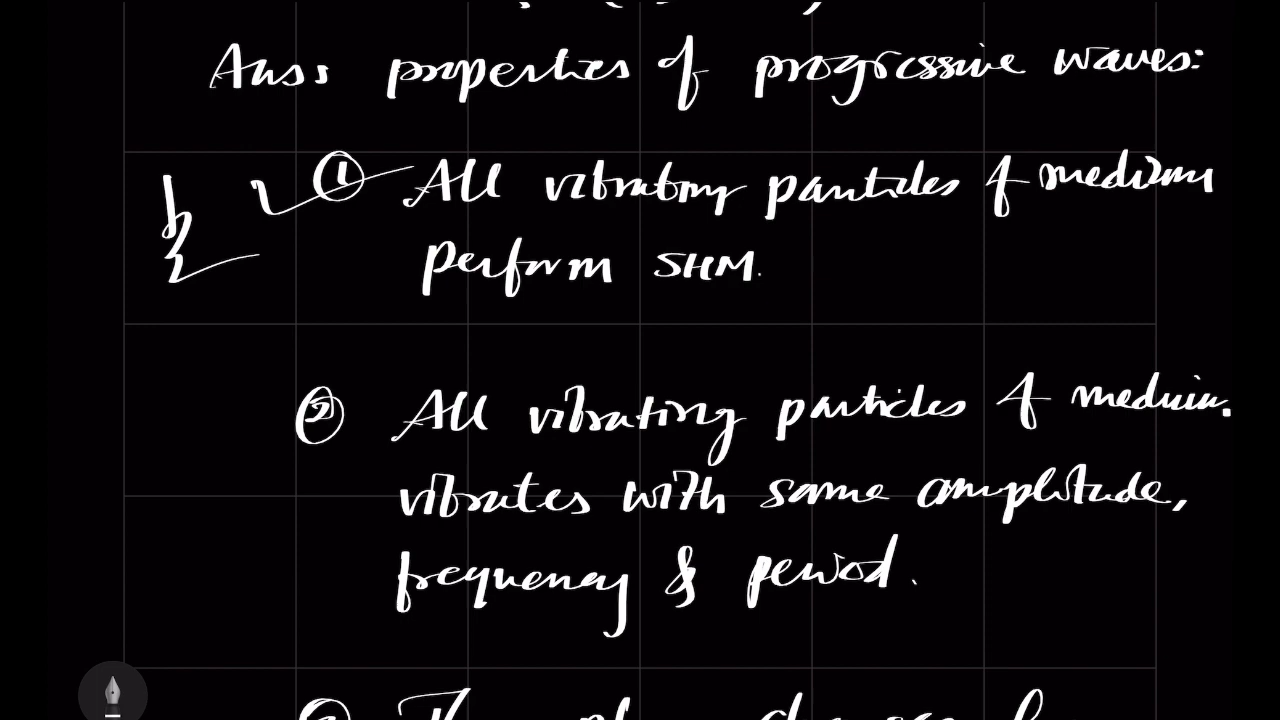 Ans: properties of progressive waves:
① All vibrating particles of medium
perform SHM.
② All vibrating particles of medium
vibrates with same amplitude,
frequency & period.